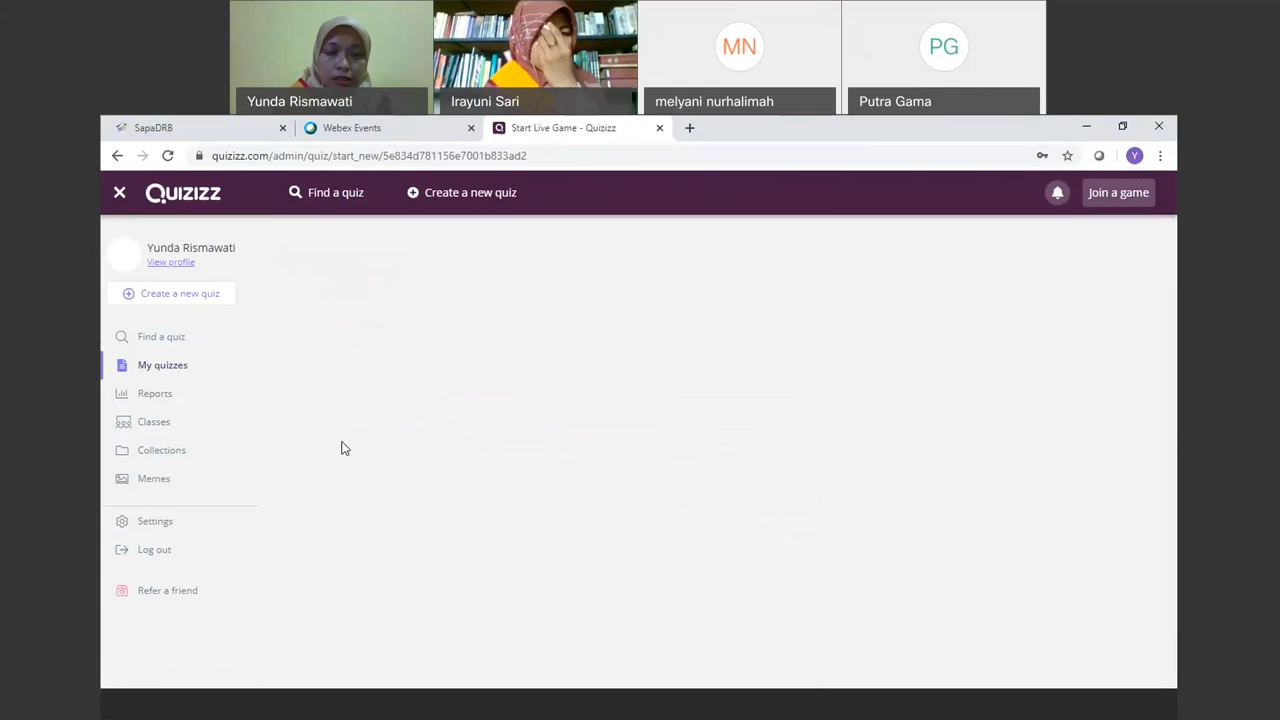 MN
PG
Yunda Rismawati
Irayuni Sari
melyani nurhalimah
Putra Gama
SapaDRB
Webex Events
Start Live Game - Quizizz
quizizz.com/admin/quiz/start_new/5e834d781156e7001b833ad2
Y
QUIZIZZ
Find a quiz
Create a new quiz
Join a game
Yunda Rismawati
View profile
Create a new quiz
Find a quiz
My quizzes
Reports
Classes
Collections
Memes
Settings
Log out
Refer a friend